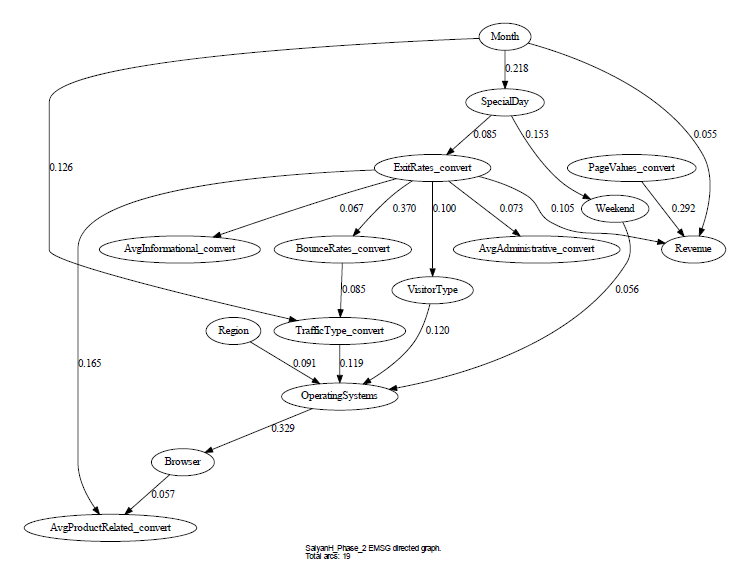 Month
0.218
SpecialDay
0.085
0.153
0.055
0.126
ExitRates_convert
PageValues_convert
0.067
0.370
0.100
0.073
0.105
Weekend
0.292
AvgInformational_convert
BounceRates_convert
AvgAdministrative_convert
Revenue
0.085
VisitorType
0.056
Region
TrafficType_convert
0.120
0.165
0.091
0.119
OperatingSystems
0.329
Browser
0.057
AvgProductRelated_convert
SaiyanH_Phase_2 EMSG directed graph.
Total arcs: 19